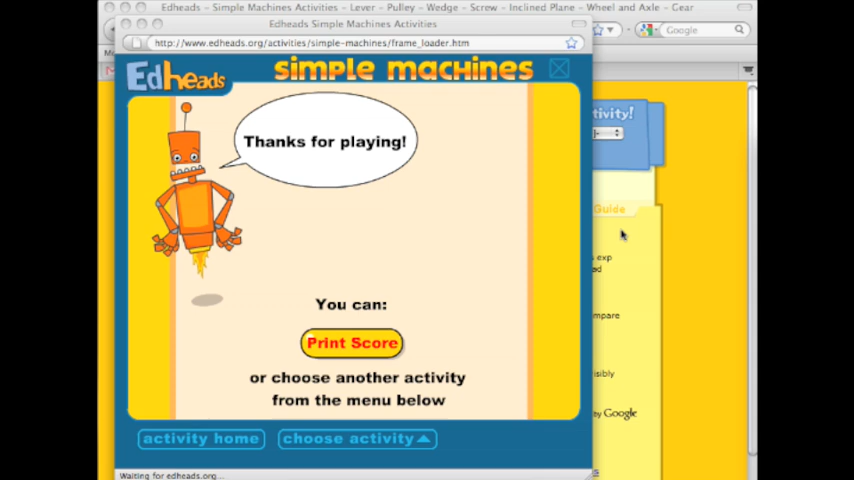 Edheads – Simple Machines Activities – Lever – Pulley – Wedge – Screw – Inclined Plane – Wheel and Axle – Gear
Edheads Simple Machines Activities
http://www.edheads.org/activities/simple-machines/frame_loader.htm
Google
Edheads
simple machines
tivity!
Thanks for playing!
Guide
s exp
ad
You can:
mpare
Print Score
or choose another activity
isibly
from the menu below
by Google
activity home
choose activity
Waiting for edheads.org...